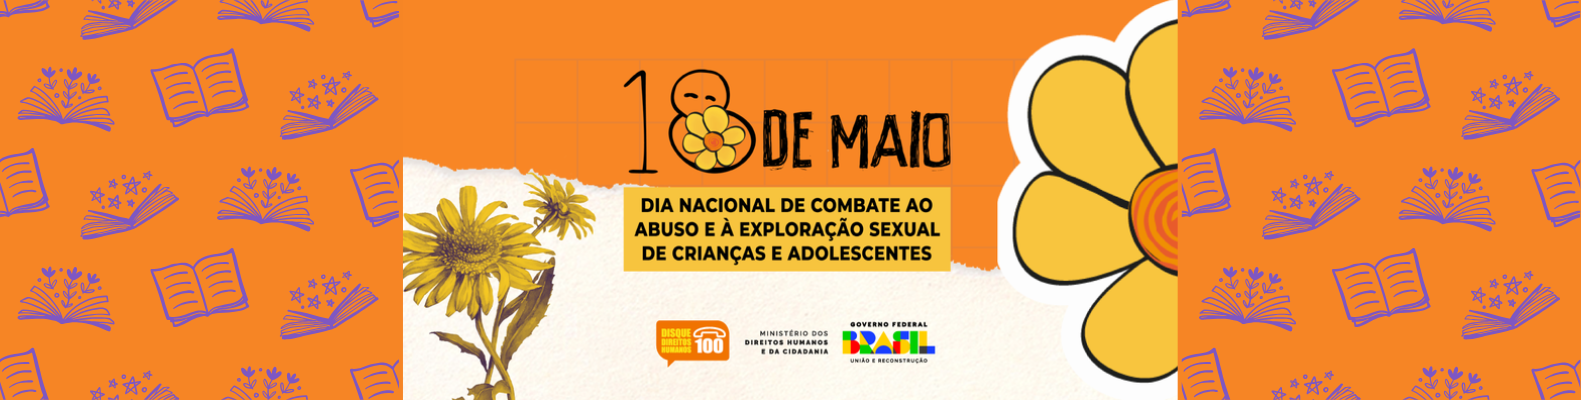 18 DE MAIO
DIA NACIONAL DE COMBATE AO
ABUSO E À EXPLORAÇÃO SEXUAL
DE CRIANÇAS E ADOLESCENTES
DISQUE
DIREITOS
HUMANOS
100
MINISTÉRIO DOS
DIREITOS HUMANOS
E DA CIDADANIA
GOVERNO FEDERAL
BRASIL
UNIÃO E RECONSTRUÇÃO